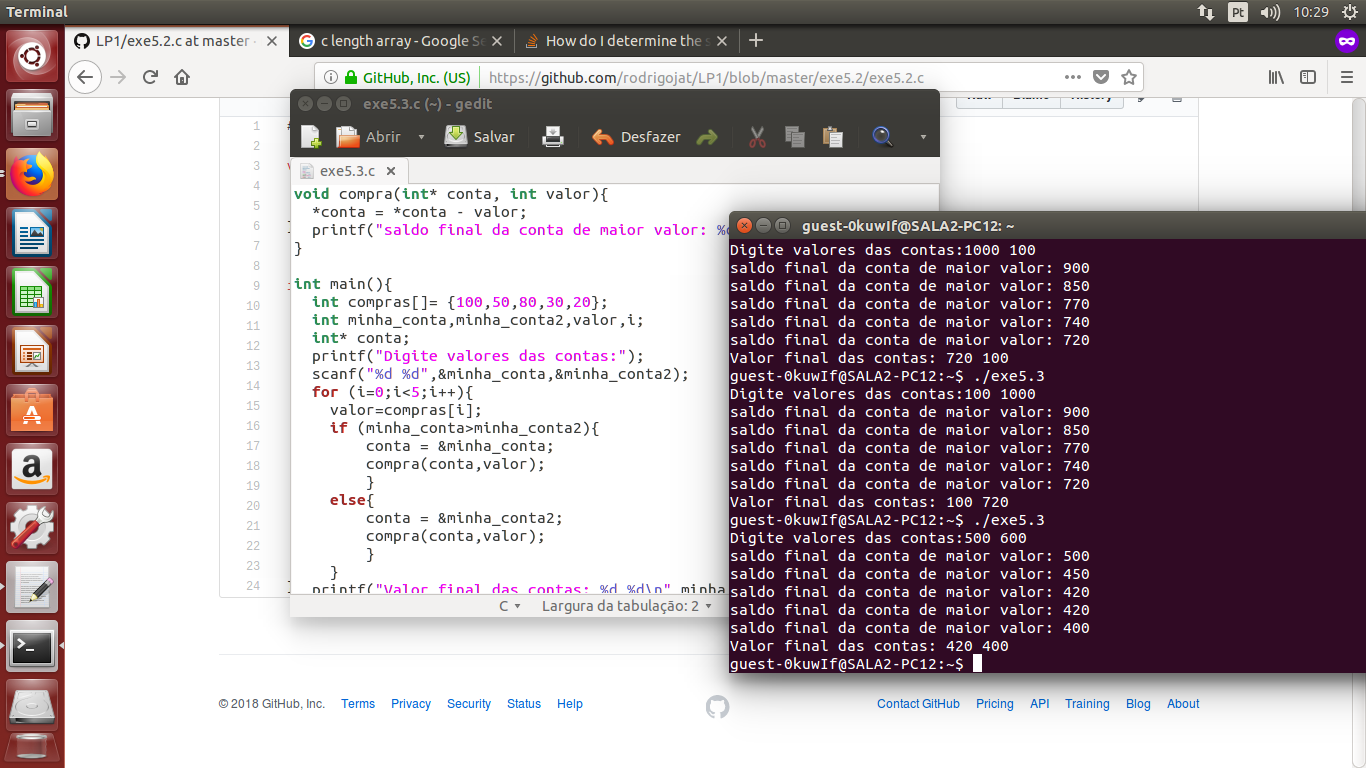 Terminal
Pt
10:29
LP1/exe5.2.c at master
c length array - Google Se
How do I determine the s
GitHub, Inc. (US)
https://github.com/rodrigojat/LP1/blob/master/exe5.2/exe5.2.c
exe5.3.c (~) - gedit
Abrir
Salvar
Desfazer
exe5.3.c
1
2
3
4
5
6
7
8
9
10
11
12
13
14
15
16
17
18
19
20
21
22
23
24
void compra(int* conta, int valor){
*conta = *conta - valor;
printf("saldo final da conta de maior valor: %
}
int main(){
int compras[]= {100,50,80,30,20};
int minha_conta,minha_conta2,valor,i;
int* conta;
printf("Digite valores das contas:");
scanf("%d %d",&minha_conta,&minha_conta2);
for (i=0;i<5;i++){
valor=compras[i];
if (minha_conta>minha_conta2){
conta = &minha_conta;
compra(conta,valor);
}
else{
conta = &minha_conta2;
compra(conta,valor);
}
}
printf("Valor final das contas: %d %d\n",minha
C
Largura da tabulação: 2
guest-0kuwIf@SALA2-PC12: ~
Digite valores das contas:1000 100
saldo final da conta de maior valor: 900
saldo final da conta de maior valor: 850
saldo final da conta de maior valor: 770
saldo final da conta de maior valor: 740
saldo final da conta de maior valor: 720
Valor final das contas: 720 100
guest-0kuwIf@SALA2-PC12:~$ ./exe5.3
Digite valores das contas:100 1000
saldo final da conta de maior valor: 900
saldo final da conta de maior valor: 850
saldo final da conta de maior valor: 770
saldo final da conta de maior valor: 740
saldo final da conta de maior valor: 720
Valor final das contas: 100 720
guest-0kuwIf@SALA2-PC12:~$ ./exe5.3
Digite valores das contas:500 600
saldo final da conta de maior valor: 500
saldo final da conta de maior valor: 450
saldo final da conta de maior valor: 420
saldo final da conta de maior valor: 420
saldo final da conta de maior valor: 400
Valor final das contas: 420 400
guest-0kuwIf@SALA2-PC12:~$
© 2018 GitHub, Inc.
Terms
Privacy
Security
Status
Help
Contact GitHub
Pricing
API
Training
Blog
About